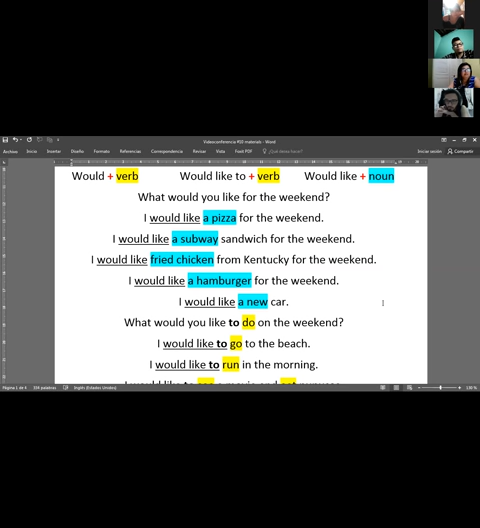 Videoconferencia #10 materials - Word
Archivo Inicio Insertar Diseño Formato Referencias Correspondencia Revisar Vista Foxit PDF ¿Qué desea hacer? Iniciar sesión Compartir
Would + verb Would like to + verb Would like + noun
What would you like for the weekend?
I would like a pizza for the weekend.
I would like a subway sandwich for the weekend.
I would like fried chicken from Kentucky for the weekend.
I would like a hamburger for the weekend.
I would like a new car.
What would you like to do on the weekend?
I would like to go to the beach.
I would like to run in the morning.
Página 1 de 4 palabras Inglés (Estados Unidos) 130 %